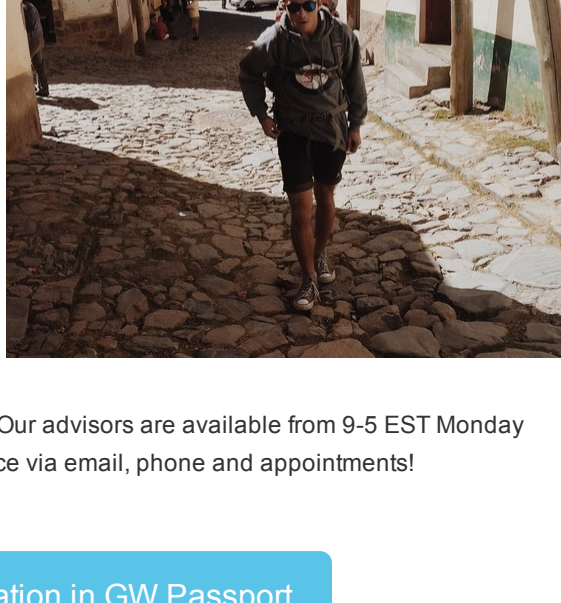 Our advisors are available from 9-5 EST Monday
ce via email, phone and appointments!
ation in GW Passport